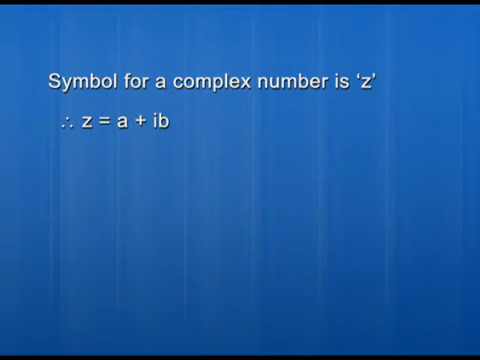 Symbol for a complex number is ‘z’
∴ z = a + ib